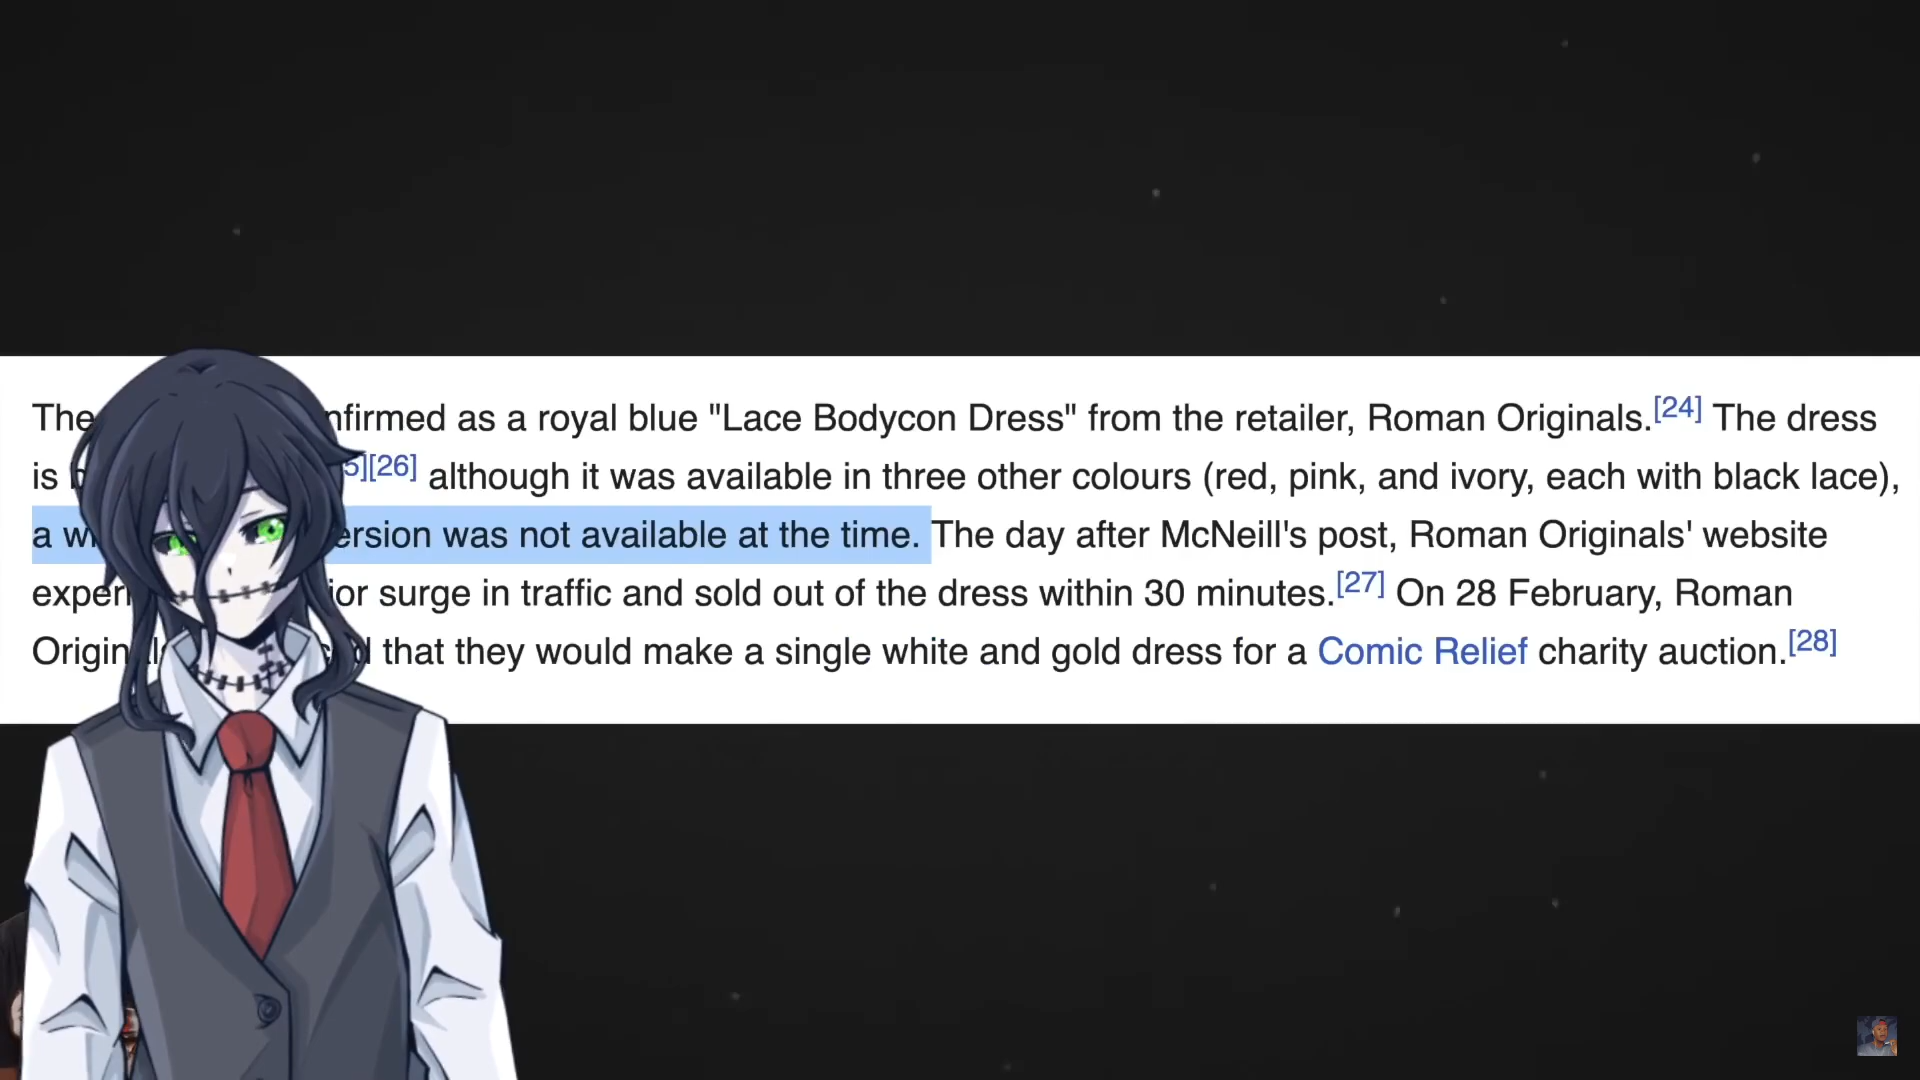 The nfirmed as a royal blue "Lace Bodycon Dress" from the retailer, Roman Originals.[24] The dress
is 5][26] although it was available in three other colours (red, pink, and ivory, each with black lace),
a ersion was not available at the time. The day after McNeill's post, Roman Originals' website
exper ior surge in traffic and sold out of the dress within 30 minutes.[27] On 28 February, Roman
Original that they would make a single white and gold dress for a Comic Relief charity auction.[28]